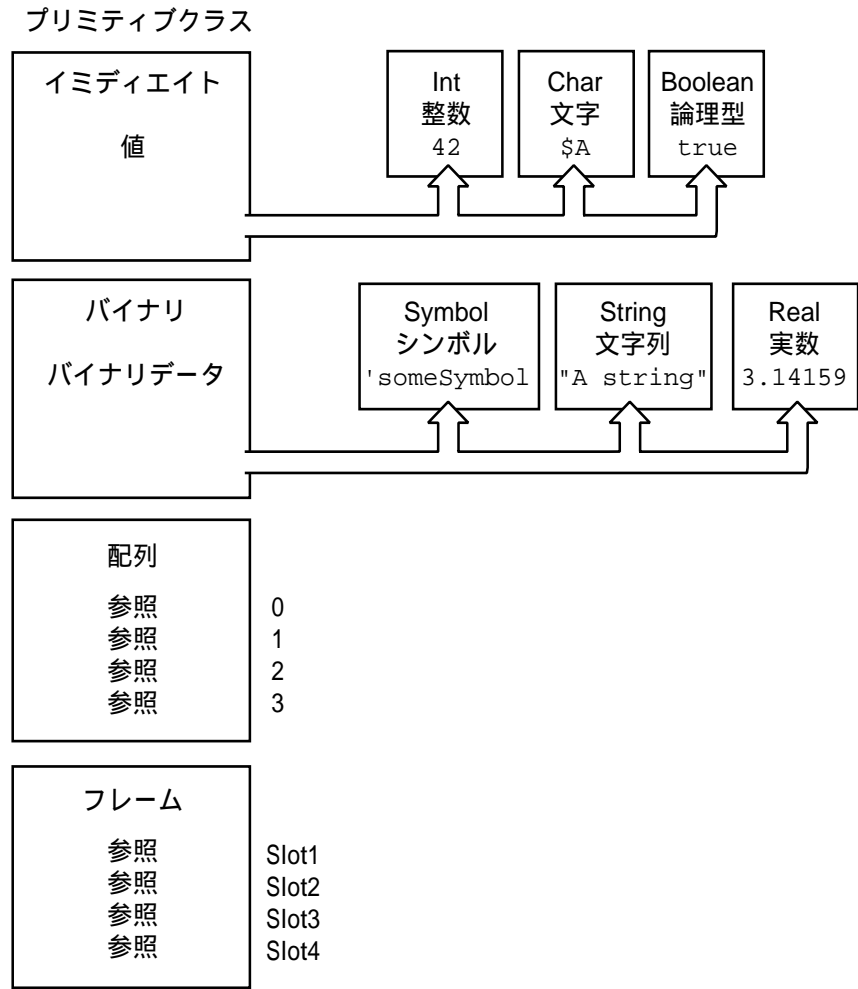 プリミティブクラス
イミディエイト
値
Int
整数
42
Char
文字
$A
Boolean
論理型
true
バイナリ
バイナリデータ
Symbol
シンボル
'someSymbol
String
文字列
"A string"
Real
実数
3.14159
配列
参照 0
参照 1
参照 2
参照 3
フレーム
参照 Slot1
参照 Slot2
参照 Slot3
参照 Slot4